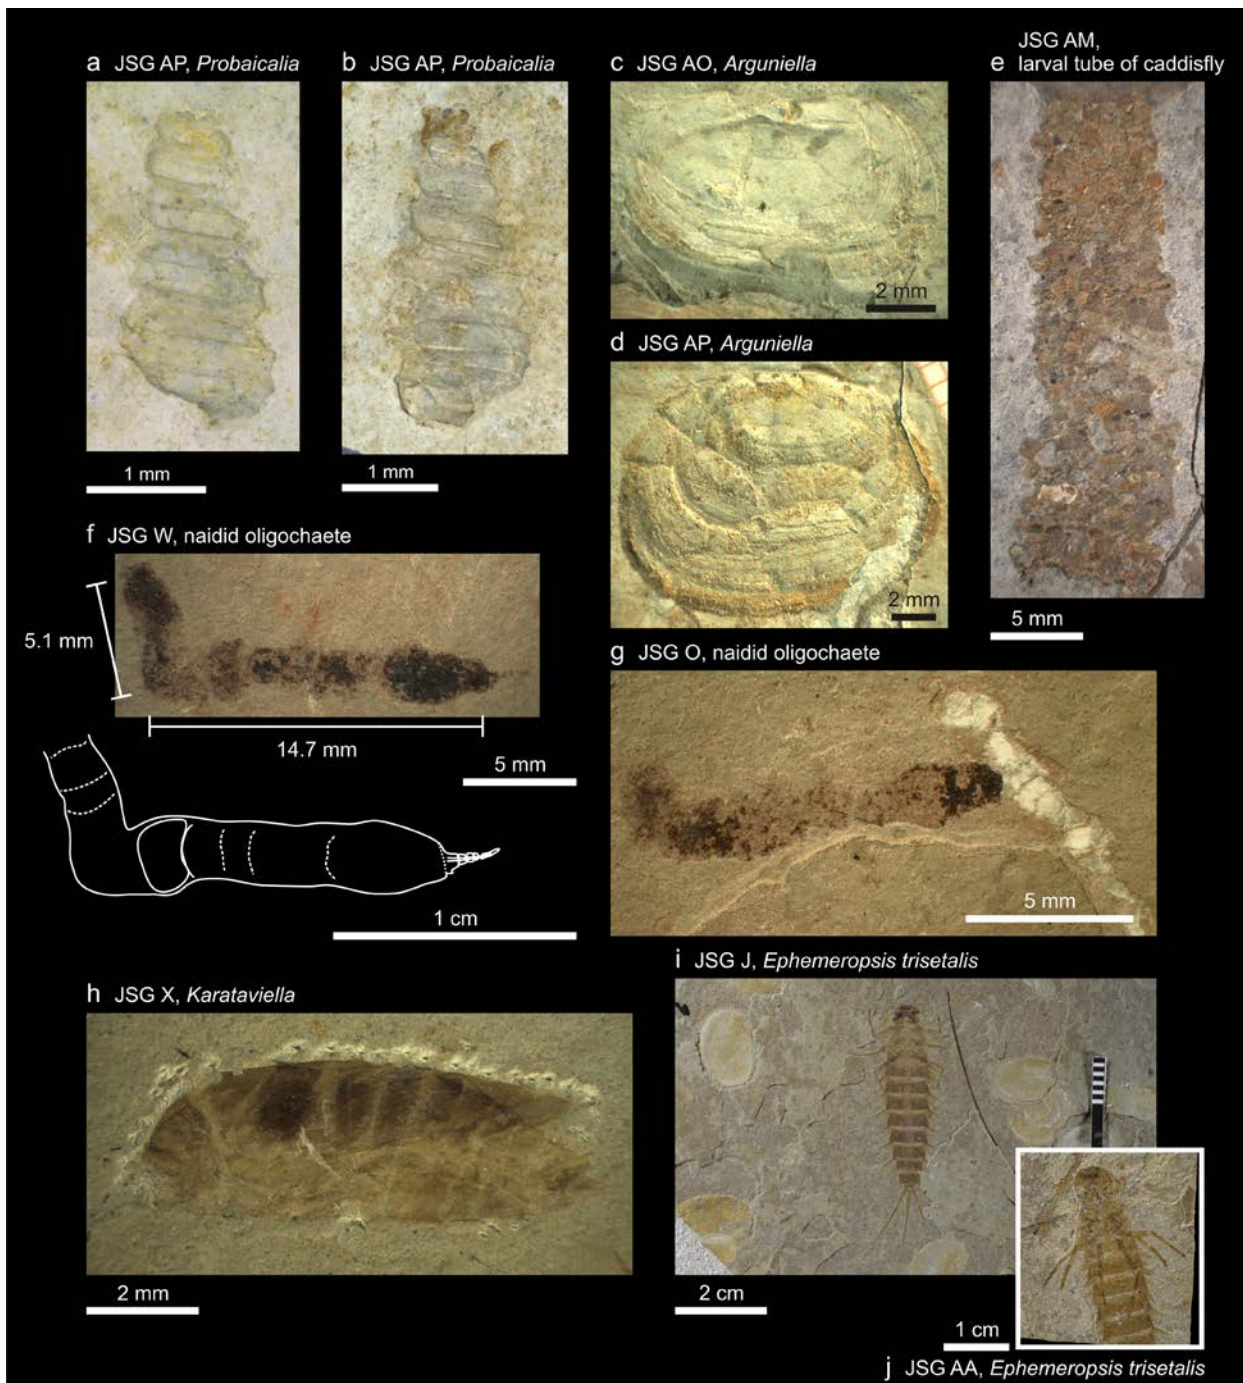 a JSG AP, Probaicalia
b JSG AP, Probaicalia
c JSG AO, Arguniella
JSG AM,
e larval tube of caddisfly
2 mm
d JSG AP, Arguniella
1 mm
1 mm
f JSG W, naidid oligochaete
2 mm
5 mm
5.1 mm
g JSG O, naidid oligochaete
14.7 mm
5 mm
5 mm
1 cm
i JSG J, Ephemeropsis trisetalis
h JSG X, Karataviella
2 mm
2 cm
1 cm
j JSG AA, Ephemeropsis trisetalis